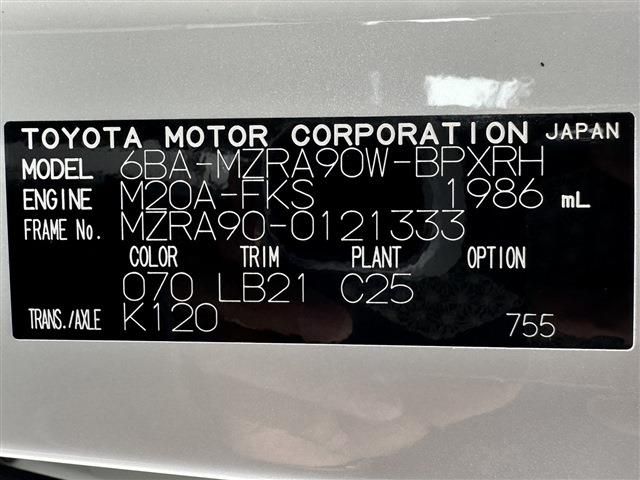 TOYOTA MOTOR CORPORATION JAPAN
MODEL 6BA-MZRA90W-BPXRH
ENGINE M20A-FKS 1986 mL
FRAME No. MZRA90-0121333
COLOR TRIM PLANT OPTION
070 LB21 C25
TRANS./AXLE K120 755